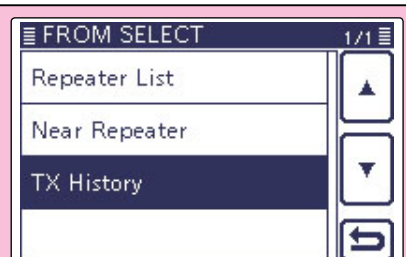 FROM SELECT 1/1
Repeater List
Near Repeater
TX History